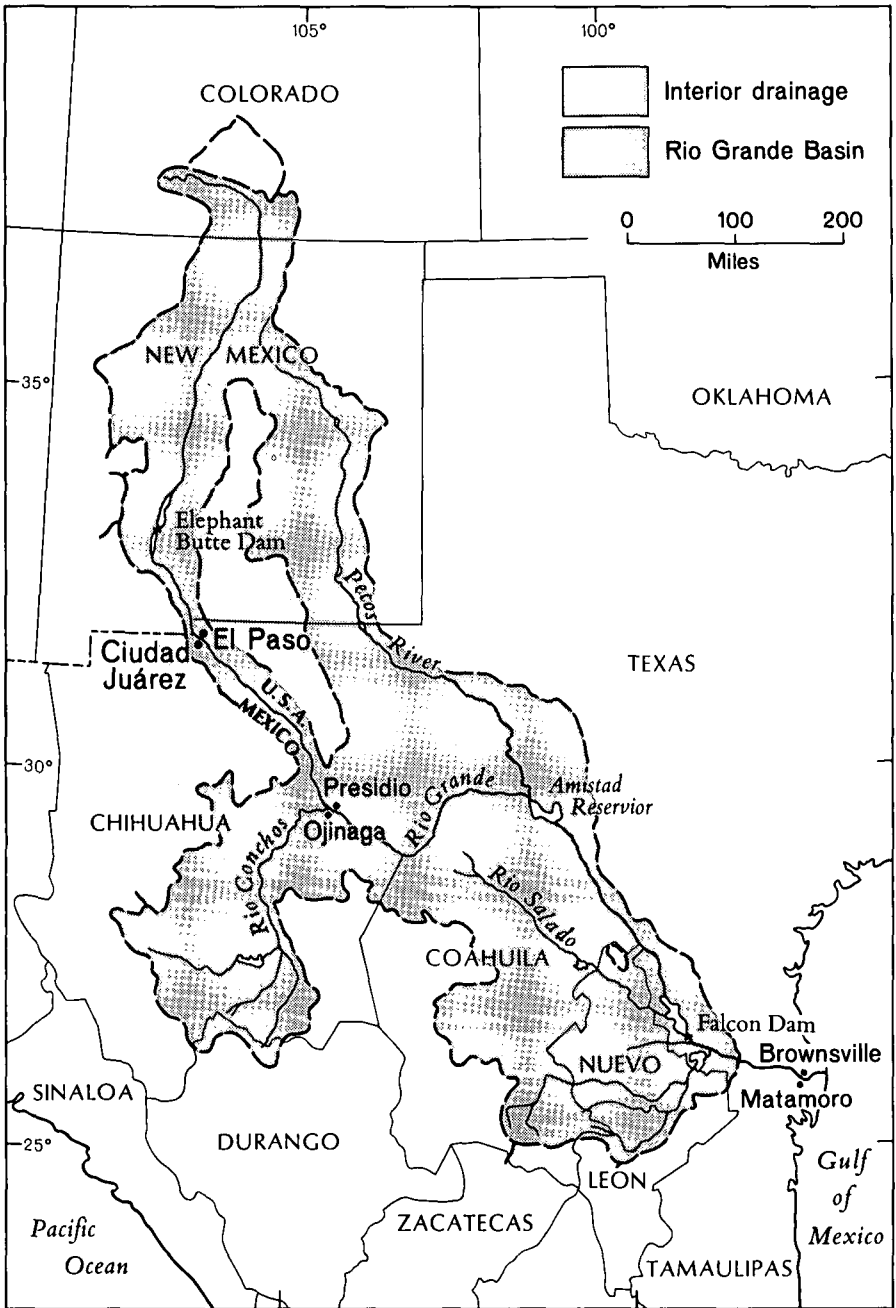 105°
100°
COLORADO
Interior drainage
Rio Grande Basin
0 100 200
Miles
NEW MEXICO
35°
OKLAHOMA
Elephant
Butte Dam
Pecos
River
El Paso
Ciudad
Juárez
TEXAS
U.S.A.
MEXICO
30°
Presidio
Ojinaga
Rio Grande
Amistad
Reservior
CHIHUAHUA
Rio Conchos
Rio Salado
COAHUILA
Falcon Dam
NUEVO
Brownsville
Matamoro
SINALOA
25°
DURANGO
LEÓN
Gulf
of
Mexico
ZACATECAS
Pacific
Ocean
TAMAULIPAS